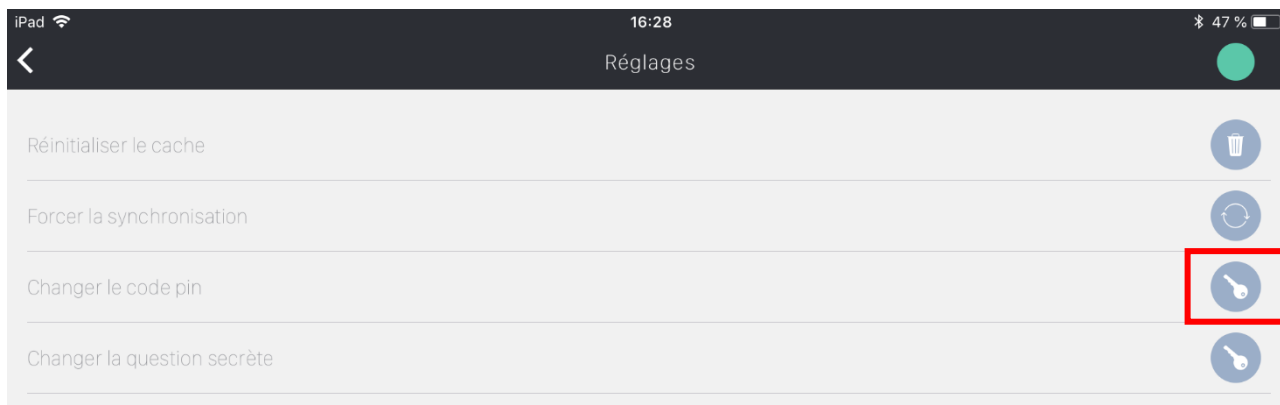 iPad 16:28 47 %
Réglages
Réinitialiser le cache
Forcer la synchronisation
Changer le code pin
Changer la question secrète